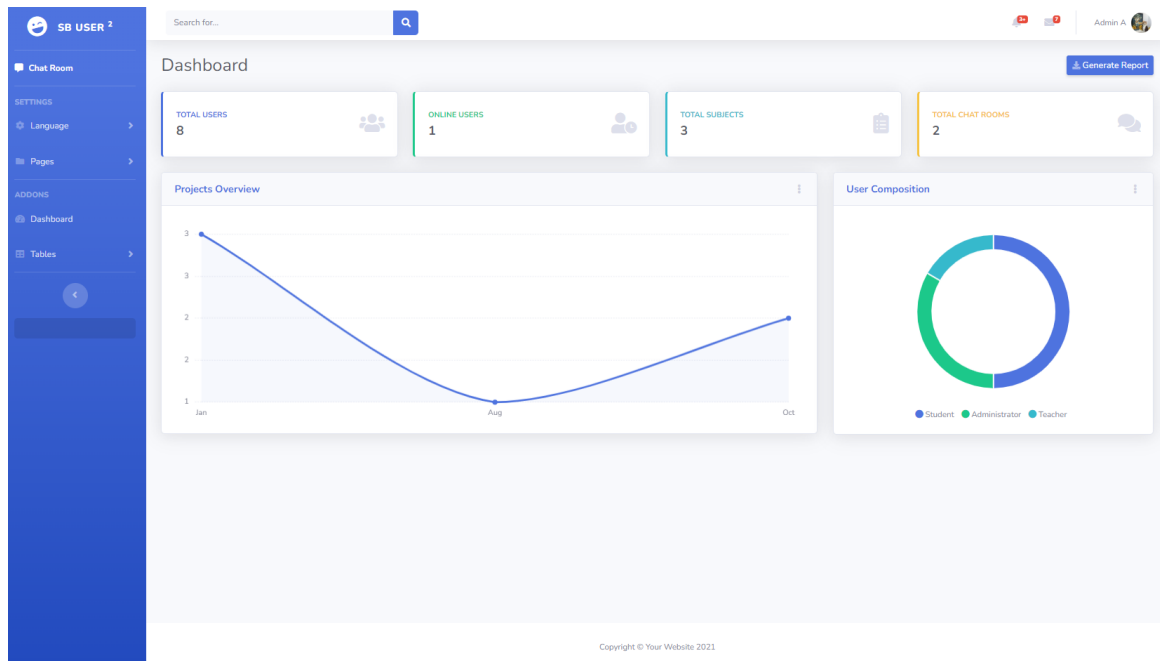 SB USER 2
Search for...
3+
7
Admin A
Chat Room
SETTINGS
Language
Pages
ADDONS
Dashboard
Tables
Dashboard
Generate Report
TOTAL USERS
8
ONLINE USERS
1
TOTAL SUBJECTS
3
TOTAL CHAT ROOMS
2
Projects Overview
3
3
2
2
1
Jan Aug Oct
User Composition
Student Administrator Teacher
Copyright © Your Website 2021